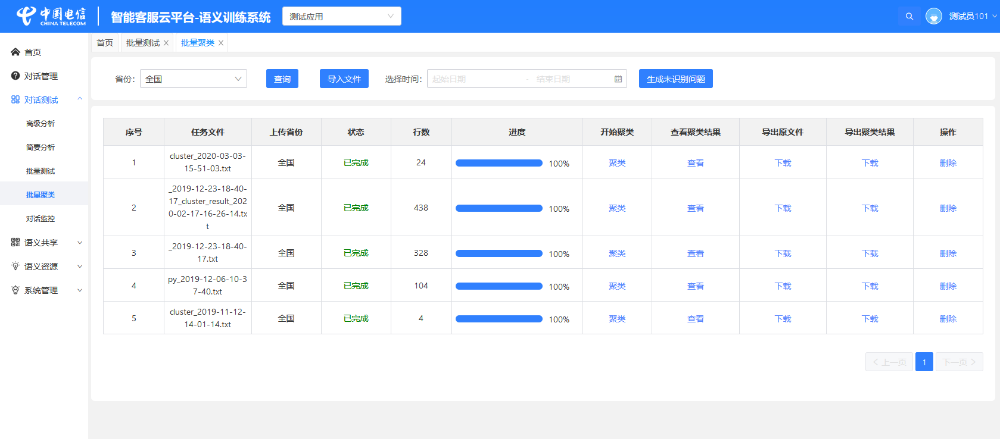 中国电信
CHINA TELECOM
智能客服云平台-语义训练系统
测试应用
测试员101
首页
对话管理
对话测试
高级分析
简要分析
批量测试
批量聚类
对话监控
语义共享
语义资源
系统管理
首页 批量测试 批量聚类
省份: 全国 查询 导入文件 选择时间: 起始日期 - 结束日期 生成未识别问题
序号 任务文件 上传省份 状态 行数 进度 开始聚类 查看聚类结果 导出原文件 导出聚类结果 操作
1 cluster_2020-03-03-
15-51-03.txt
全国 已完成 24 100% 聚类 查看 下载 下载 删除
2 _2019-12-23-18-40-
17_cluster_result_202
0-02-17-16-26-14.tx
t
全国 已完成 438 100% 聚类 查看 下载 下载 删除
3 _2019-12-23-18-40-
17.txt
全国 已完成 328 100% 聚类 查看 下载 下载 删除
4 py_2019-12-06-10-3
7-40.txt
全国 已完成 104 100% 聚类 查看 下载 下载 删除
5 cluster_2019-11-12-
14-01-14.txt
全国 已完成 4 100% 聚类 查看 下载 下载 删除
上一页 1 下一页